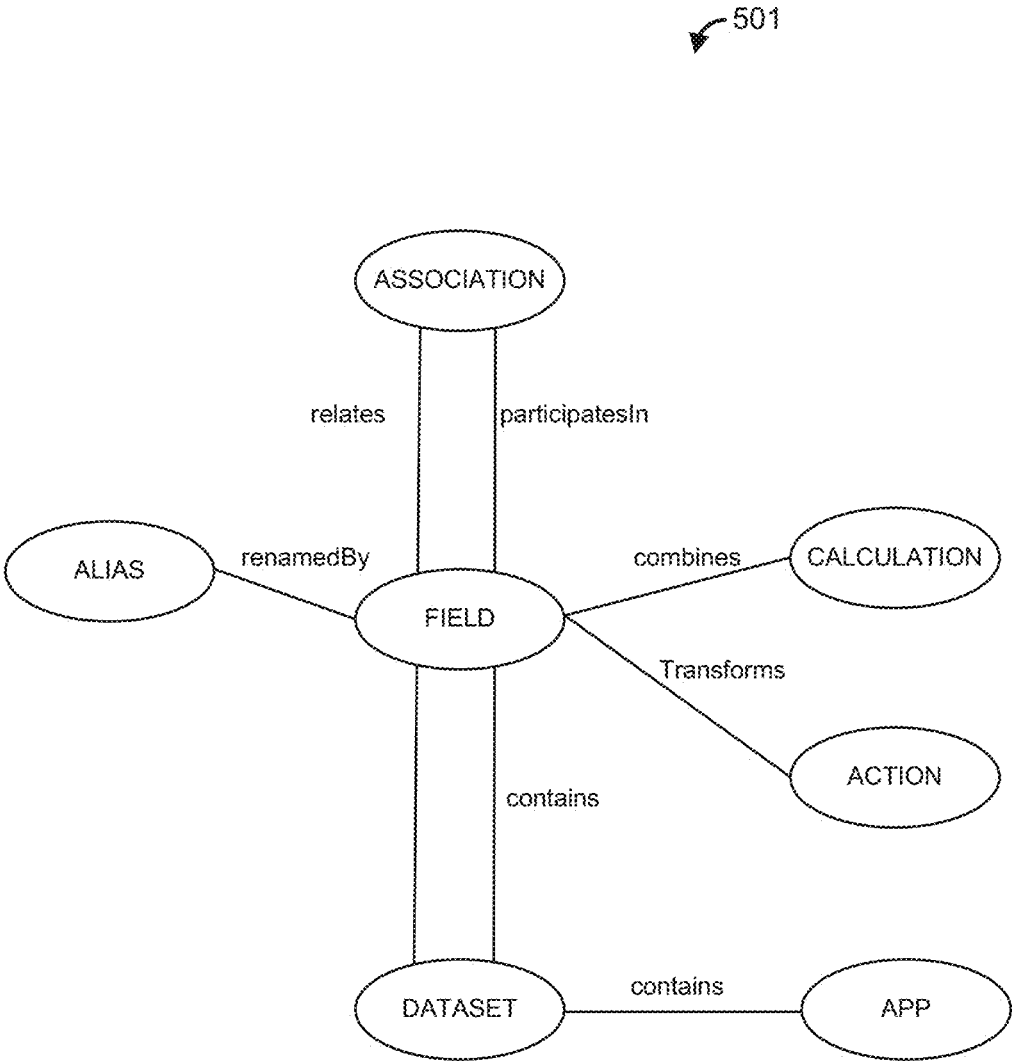 501
ASSOCIATION
relates
participatesIn
ALIAS
renamedBy
FIELD
combines
CALCULATION
Transforms
ACTION
contains
DATASET
contains
APP